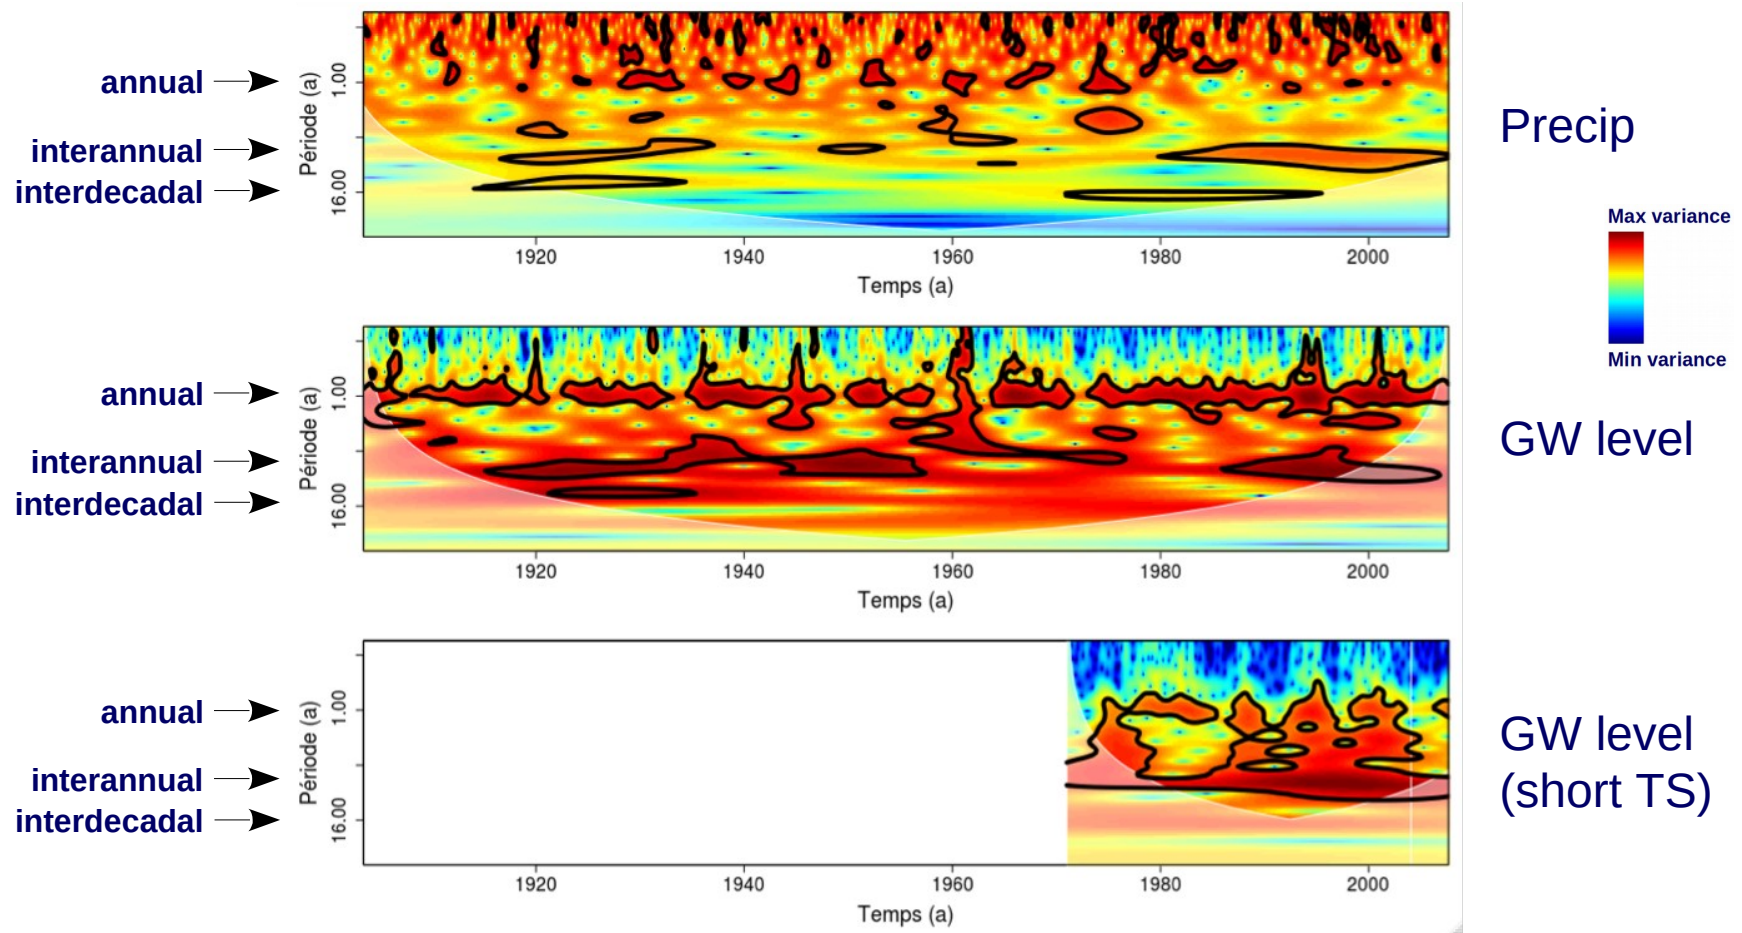 annual
interannual
interdecadal
Période (a)
1.00
16.00
1920 1940 1960 1980 2000
Temps (a)
Precip
Max variance
Min variance
annual
interannual
interdecadal
Période (a)
1.00
16.00
1920 1940 1960 1980 2000
Temps (a)
GW level
annual
interannual
interdecadal
Période (a)
1.00
16.00
1920 1940 1960 1980 2000
Temps (a)
GW level
(short TS)